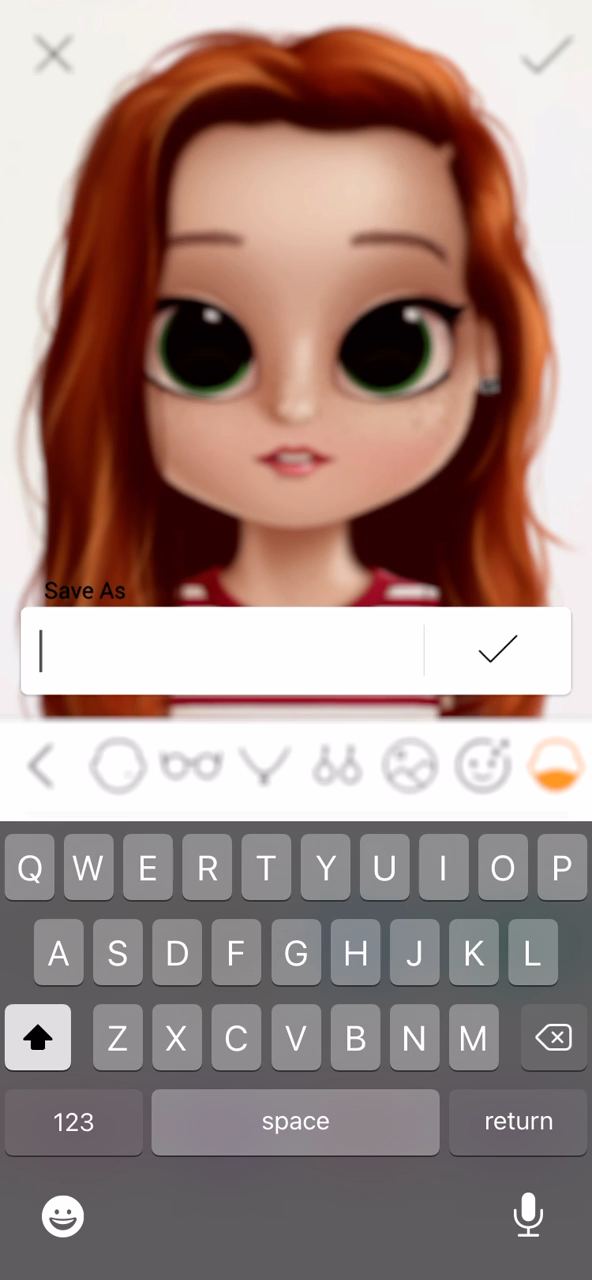 Save As
Q W E R T Y U I O P
A S D F G H J K L
Z X C V B N M
123 space return